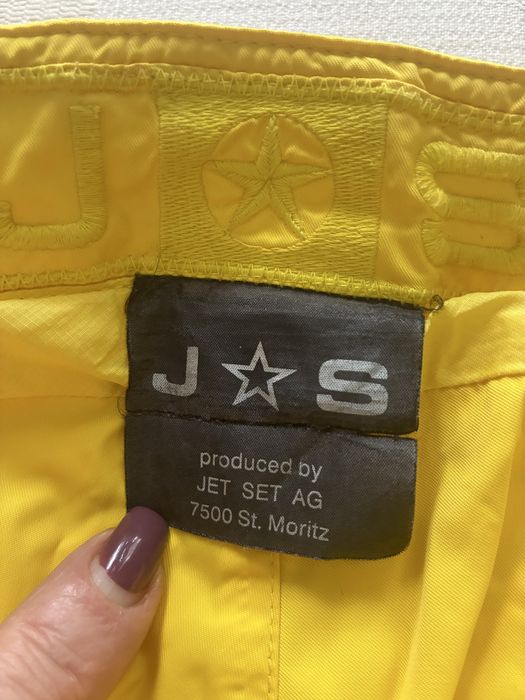 J S
J ☆ S
produced by
JET SET AG
7500 St. Moritz